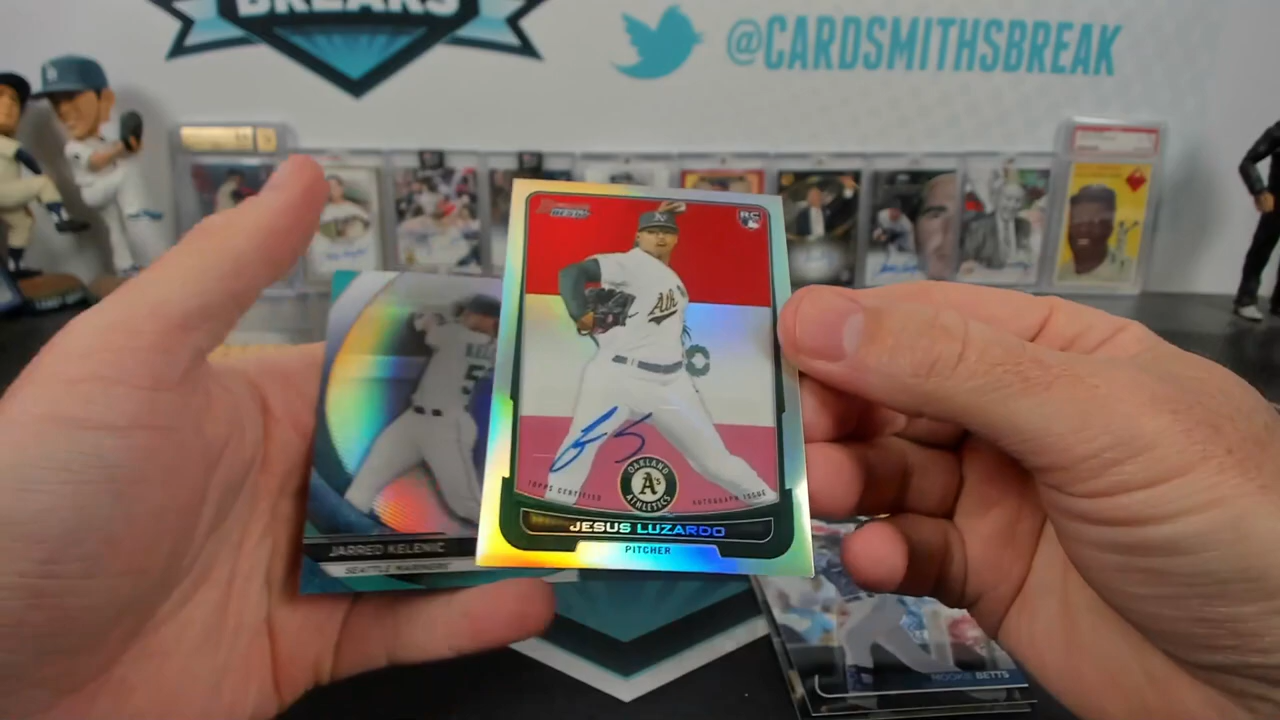 BREAKS
@CARDSMITHSBREAK
Bowman
BEST
RC
Ath
OAKLAND
A's
ATHLETICS
TOPPS CERTIFIED
AUTOGRAPH ISSUE
JESUS LUZARDO
PITCHER
JARRED KELENIC
SEATTLE MARINERS
MOOKIE BETTS